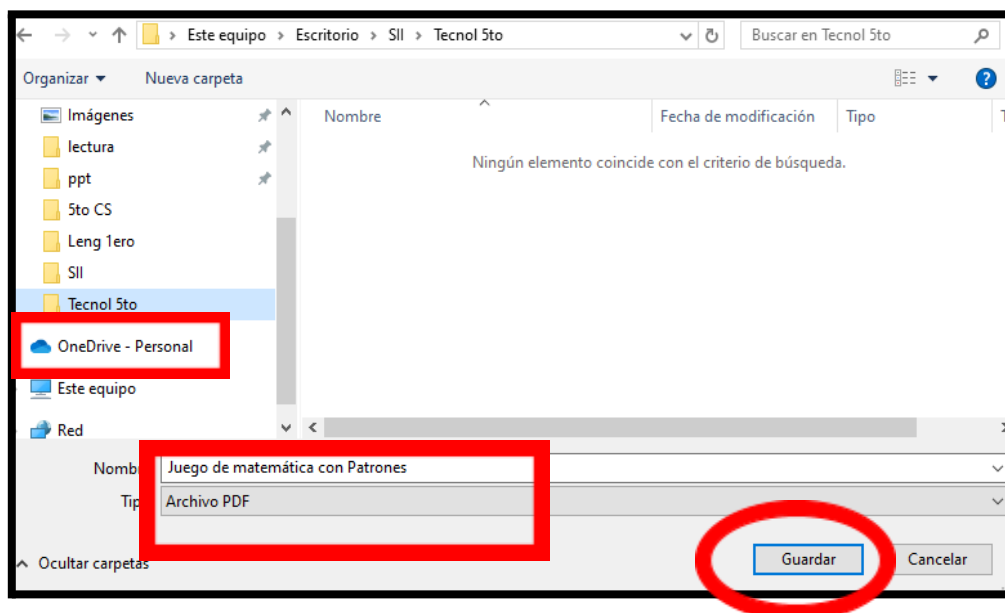 Este equipo > Escritorio > SII > Tecnol 5to
Buscar en Tecnol 5to
Organizar
Nueva carpeta
Imágenes
lectura
ppt
5to CS
Leng 1ero
SII
Tecnol 5to
OneDrive - Personal
Este equipo
Red
Nombre
Fecha de modificación
Tipo
Ningún elemento coincide con el criterio de búsqueda.
Nomb
Juego de matemática con Patrones
Tip
Archivo PDF
Ocultar carpetas
Guardar
Cancelar